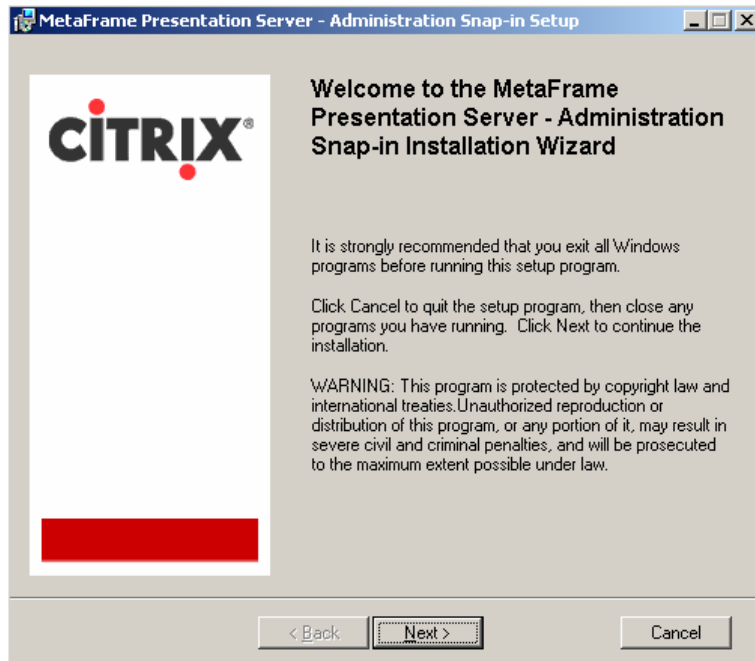 MetaFrame Presentation Server - Administration Snap-in Setup
CITRIX®
Welcome to the MetaFrame
Presentation Server - Administration
Snap-in Installation Wizard
It is strongly recommended that you exit all Windows
programs before running this setup program.
Click Cancel to quit the setup program, then close any
programs you have running. Click Next to continue the
installation.
WARNING: This program is protected by copyright law and
international treaties.Unauthorized reproduction or
distribution of this program, or any portion of it, may result in
severe civil and criminal penalties, and will be prosecuted
to the maximum extent possible under law.
< Back
Next >
Cancel